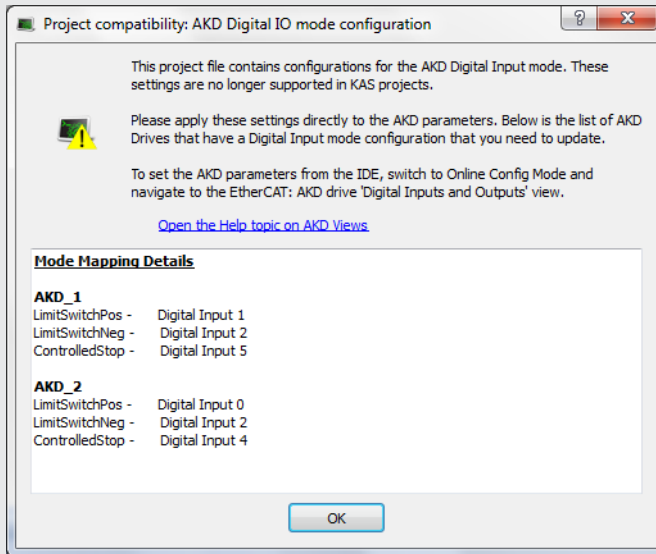 Project compatibility: AKD Digital IO mode configuration
This project file contains configurations for the AKD Digital Input mode. These
settings are no longer supported in KAS projects.
Please apply these settings directly to the AKD parameters. Below is the list of AKD
Drives that have a Digital Input mode configuration that you need to update.
To set the AKD parameters from the IDE, switch to Online Config Mode and
navigate to the EtherCAT: AKD drive 'Digital Inputs and Outputs' view.
Open the Help topic on AKD Views
Mode Mapping Details
AKD_1
LimitSwitchPos - Digital Input 1
LimitSwitchNeg - Digital Input 2
ControlledStop - Digital Input 5
AKD_2
LimitSwitchPos - Digital Input 0
LimitSwitchNeg - Digital Input 2
ControlledStop - Digital Input 4
OK